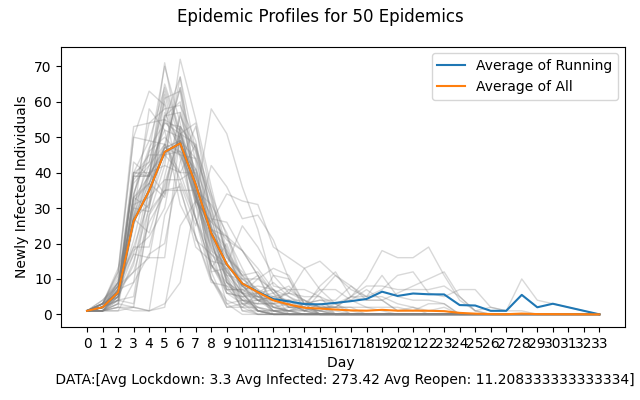 Epidemic Profiles for 50 Epidemics
Newly Infected Individuals
70
60
50
40
30
20
10
0
Average of Running
Average of All
0 1 2 3 4 5 6 7 8 9 10 11 12 13 14 15 16 17 18 19 20 21 22 23 24 25 26 27 28 29 30 31 32 33
Day
DATA:[Avg Lockdown: 3.3 Avg Infected: 273.42 Avg Reopen: 11.208333333333334]